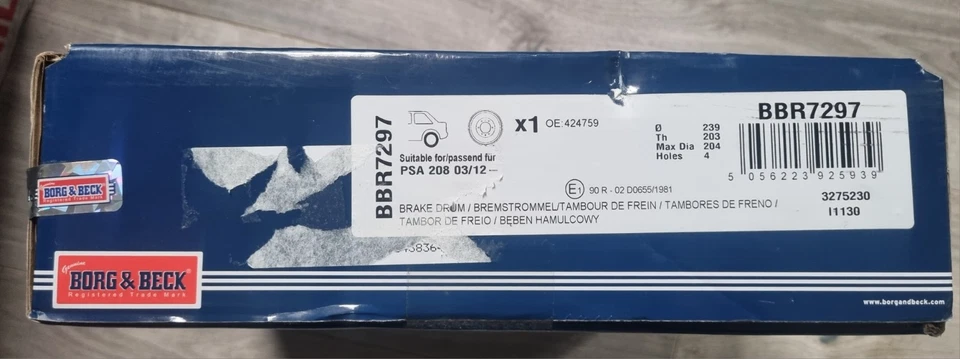 BBR7297
x1 OE:424759
Suitable for/passend für
PSA 208 03/12
Ø 239
Th 203
Max Dia 204
Holes 4
BBR7297
5 056223 925939
E1 90 R - 02 D0655/1981
3275230
I1130
BRAKE DRUM / BREMSTROMMEL/TAMBOUR DE FREIN / TAMBORES DE FRENO /
TAMBOR DE FREIO / BĘBEN HAMULCOWY
BORG & BECK
Registered Trade Mark
Genuine
BORG & BECK®
Registered Trade Mark
www.borgandbeck.com